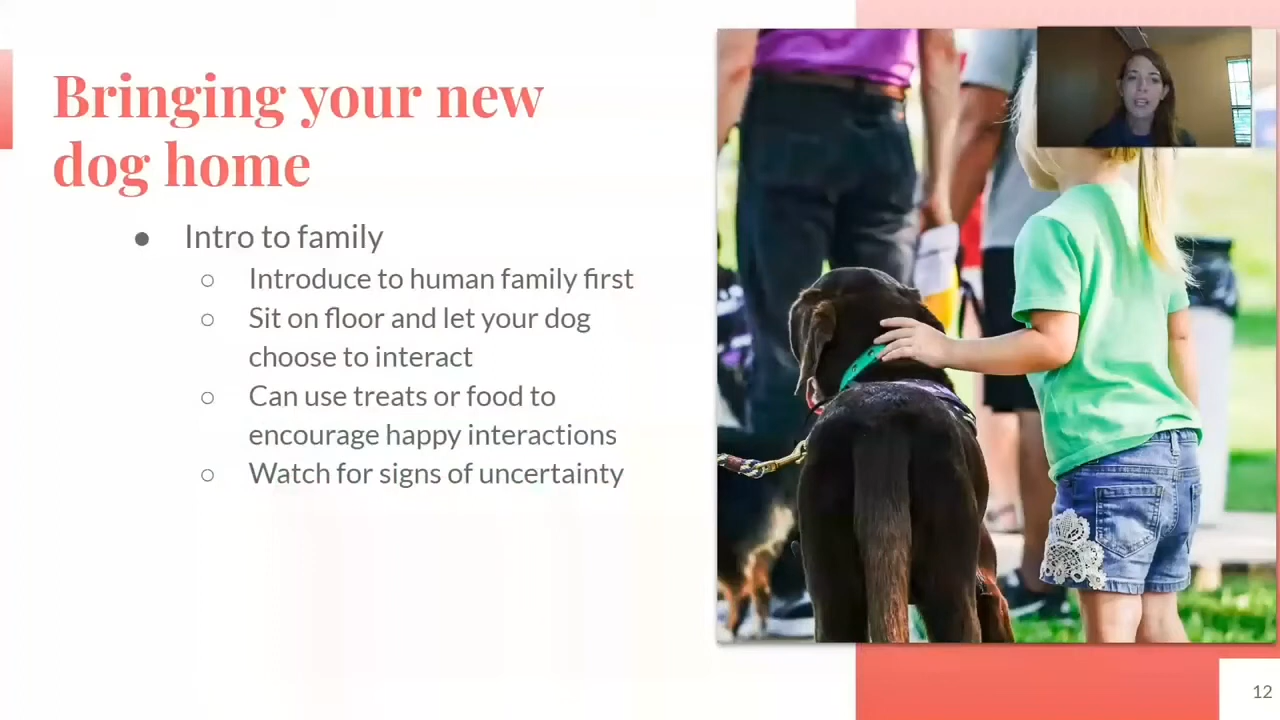 Bringing your new
dog home
● Intro to family
○ Introduce to human family first
○ Sit on floor and let your dog
choose to interact
○ Can use treats or food to
encourage happy interactions
○ Watch for signs of uncertainty
12